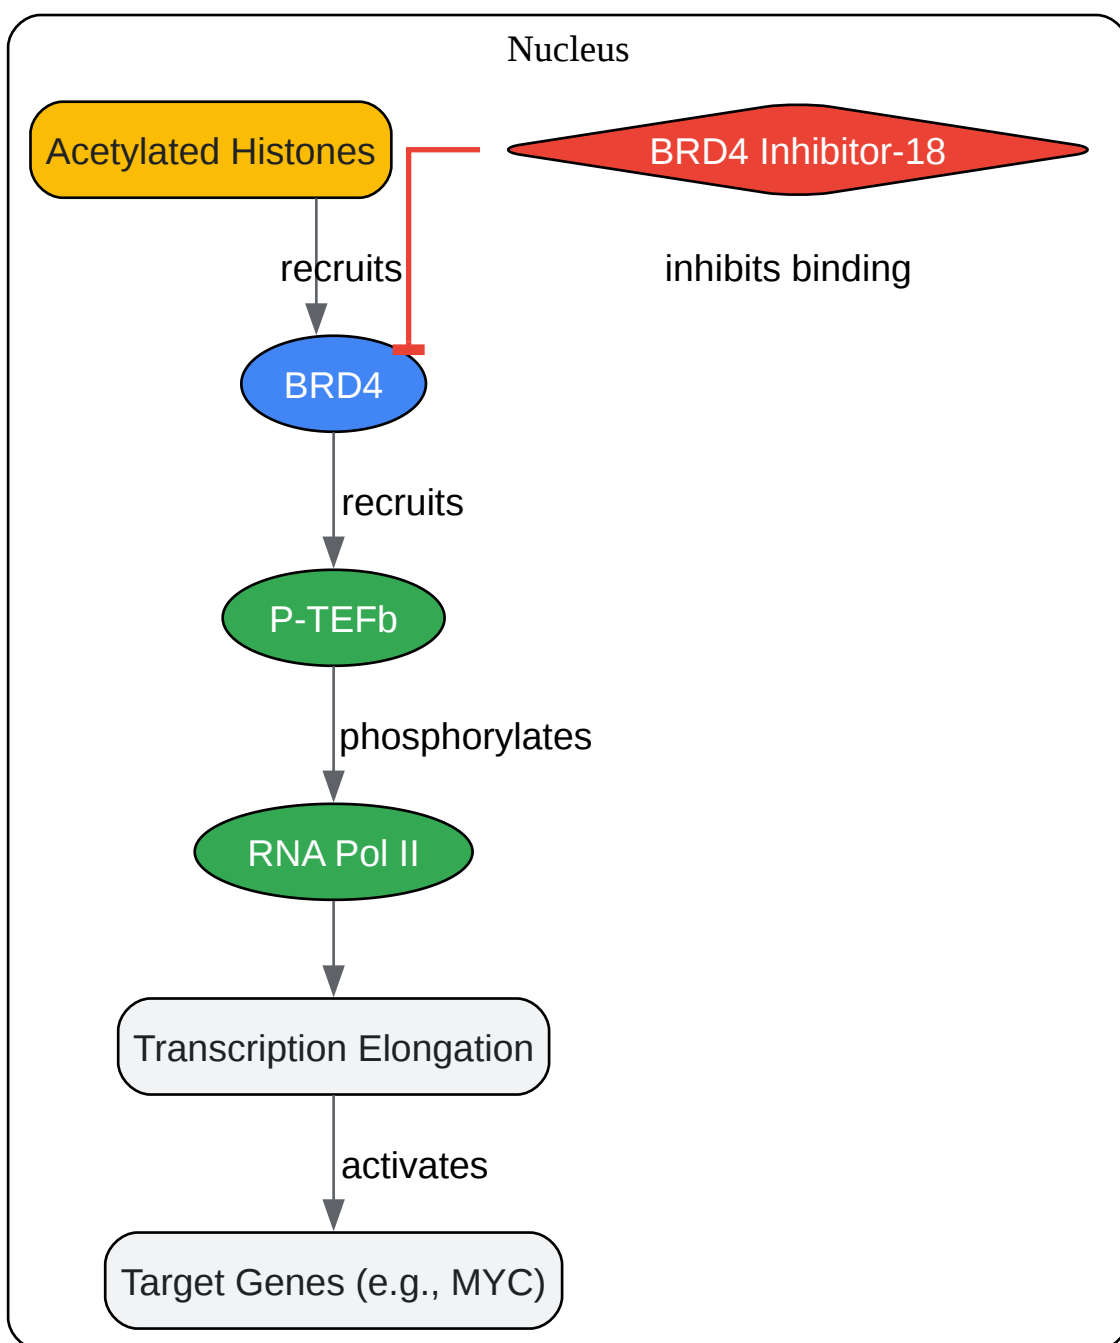 Nucleus
Acetylated Histones
BRD4 Inhibitor-18
recruits
inhibits binding
BRD4
recruits
P-TEFb
phosphorylates
RNA Pol II
Transcription Elongation
activates
Target Genes (e.g., MYC)